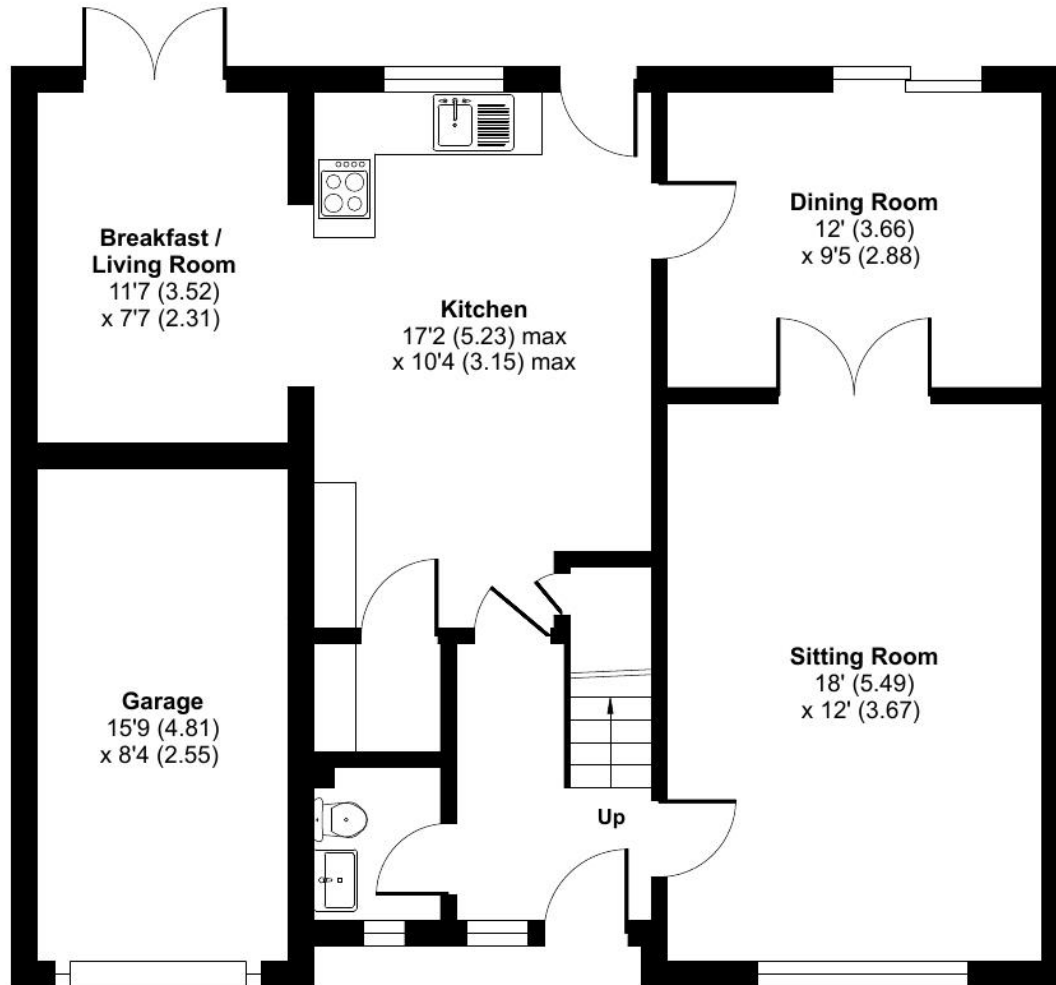 Breakfast /
Living Room
11'7 (3.52)
x 7'7 (2.31)
Kitchen
17'2 (5.23) max
x 10'4 (3.15) max
Dining Room
12' (3.66)
x 9'5 (2.88)
Garage
15'9 (4.81)
x 8'4 (2.55)
Sitting Room
18' (5.49)
x 12' (3.67)
Up